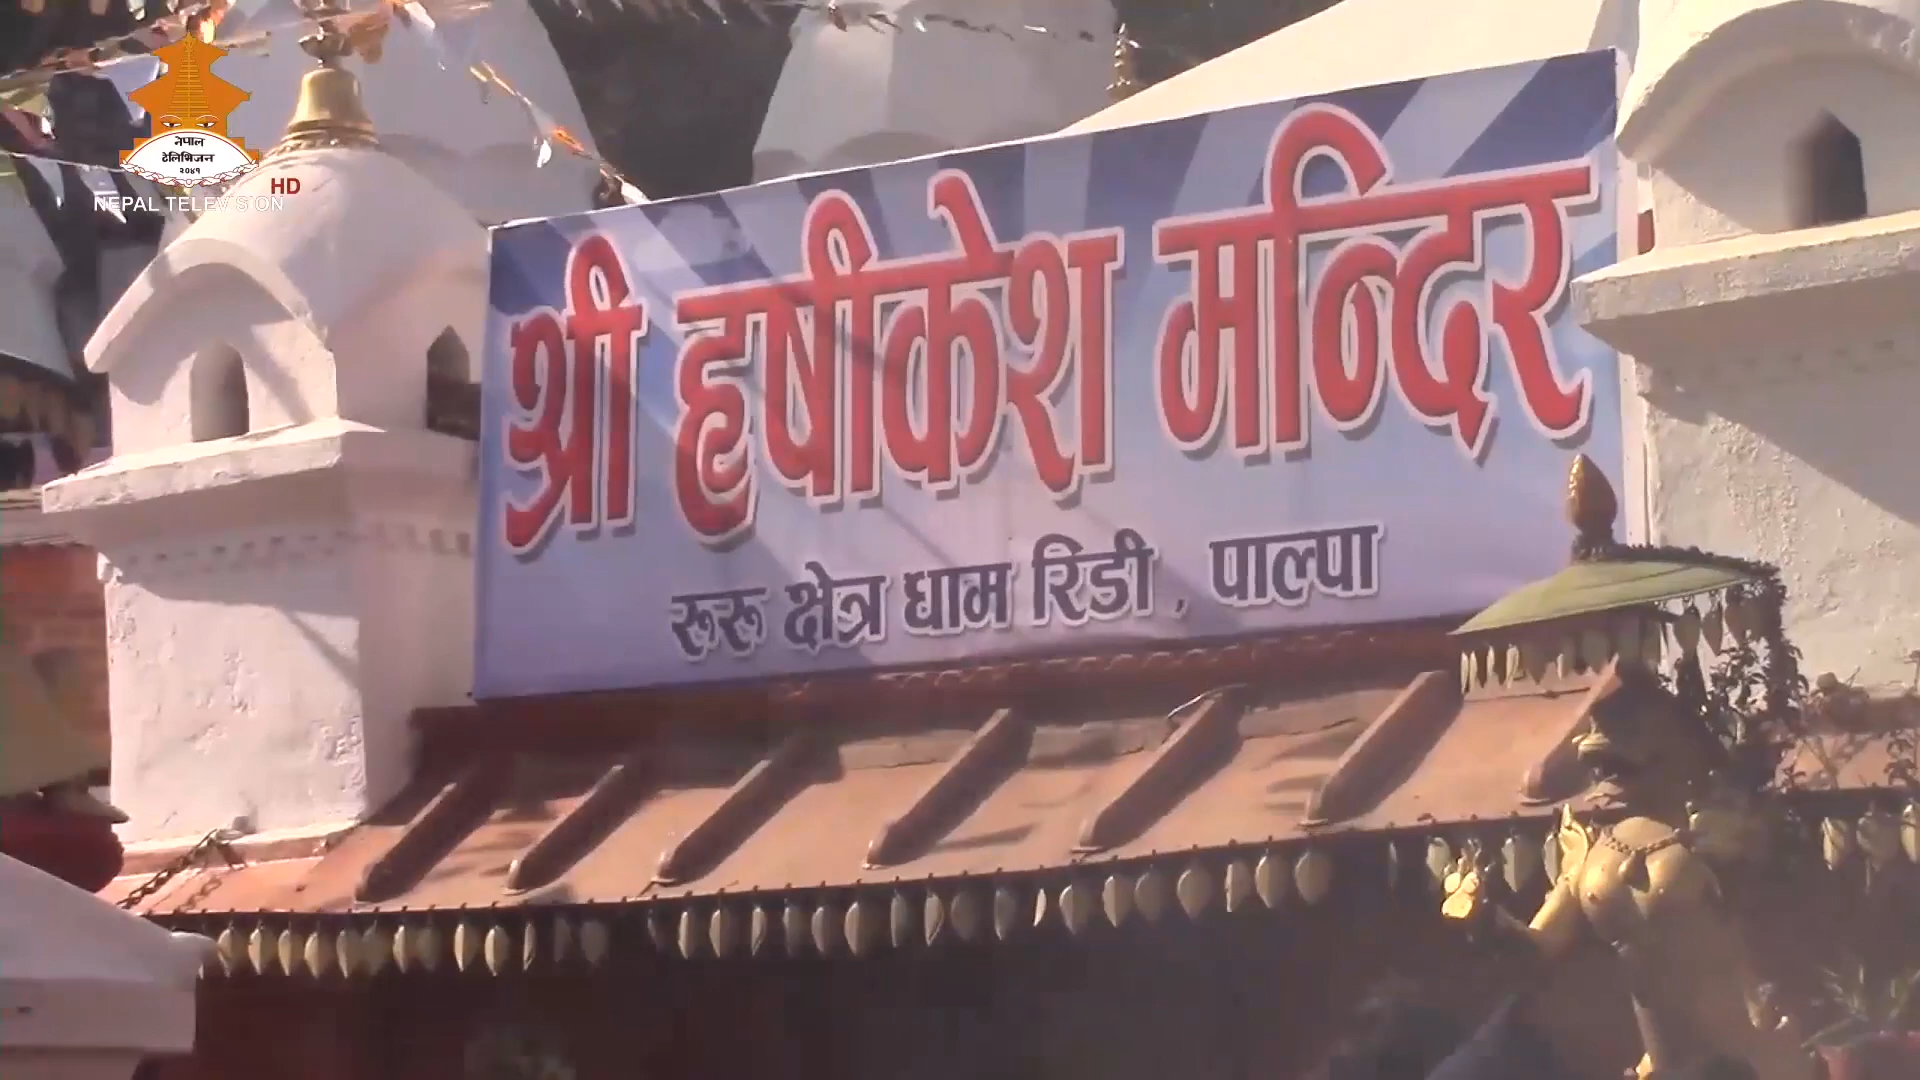 नेपाल
टेलिभिजन
२०४१
HD
NEPAL TELEVISION
श्री हृषीकेश मन्दिर
रूरू क्षेत्र धाम रिडी , पाल्पा